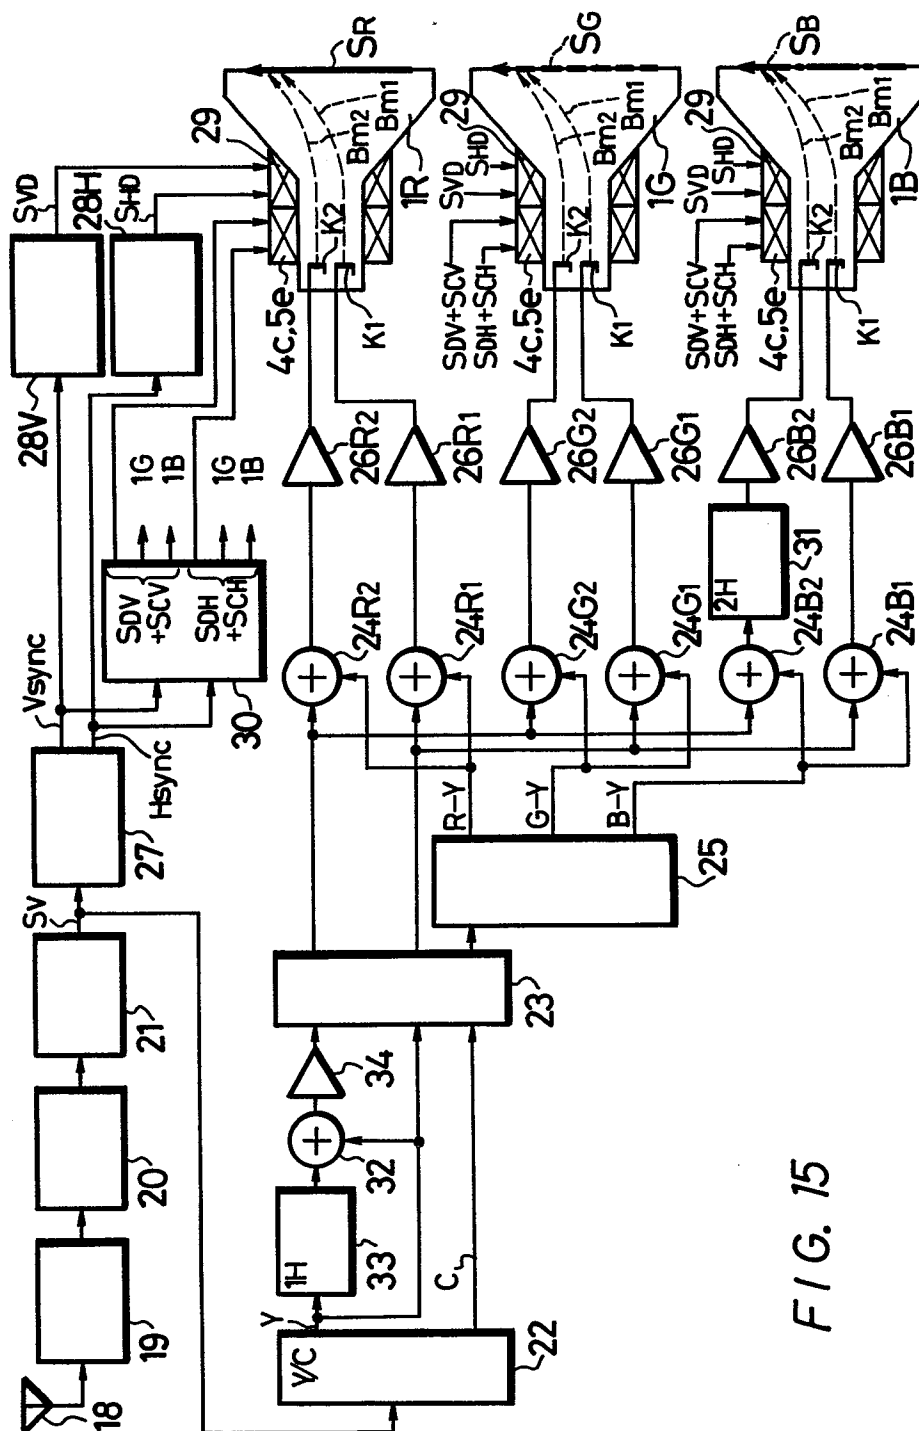 18
19
20
21
SV
27
Vsync
Hsync
28V
28H
SVD
SHD
30
SDV
+SCV
SDH
+SCH
1G
1B
1G
1B
22
Y/C
Y
C
1H
33
32
34
23
25
R-Y
G-Y
B-Y
24R2
24R1
24G2
24G1
24B2
24B1
2H
31
26R2
26R1
26G2
26G1
26B2
26B1
4c,5e
29
K2
K1
Bm2
Bm1
1R
SR
SDV+SCV
SDH+SCH
SVD
SHD
4c,5e
29
K2
K1
Bm2
Bm1
1G
SG
SDV+SCV
SDH+SCH
SVD
SHD
4c,5e
29
K2
K1
Bm2
Bm1
1B
SB
FIG. 15